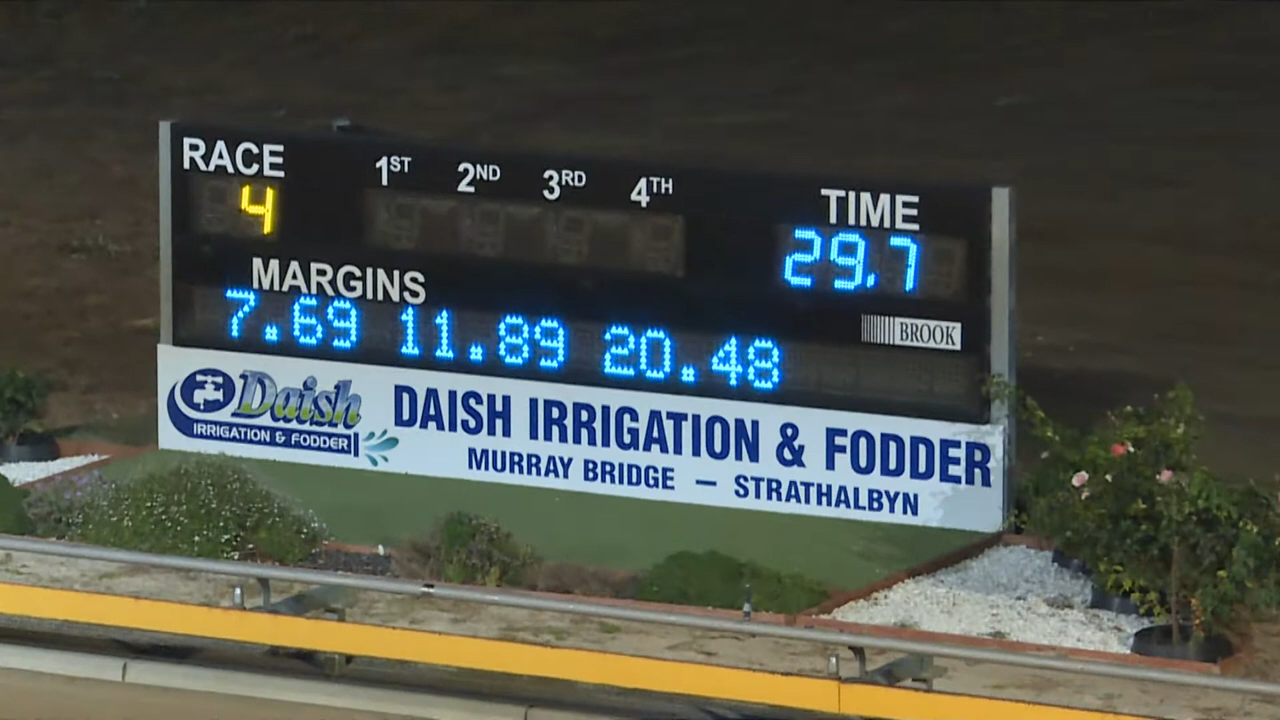 RACE 1ST 2ND 3RD 4TH TIME
4 29.7
MARGINS
7.69 11.89 20.48
BROOK
Daish
IRRIGATION & FODDER
DAISH IRRIGATION & FODDER
MURRAY BRIDGE – STRATHALBYN